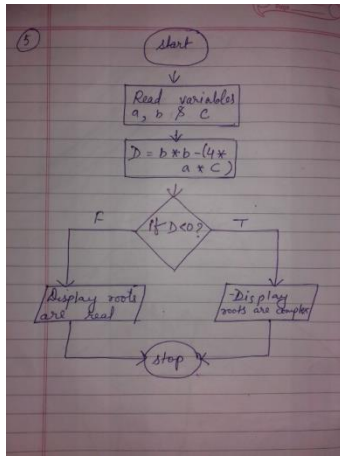 5
start
Read variables
a, b & c
D = b * b - (4 *
a * c)
If D<0?
F
T
Display roots
are real
Display
roots are complex
stop